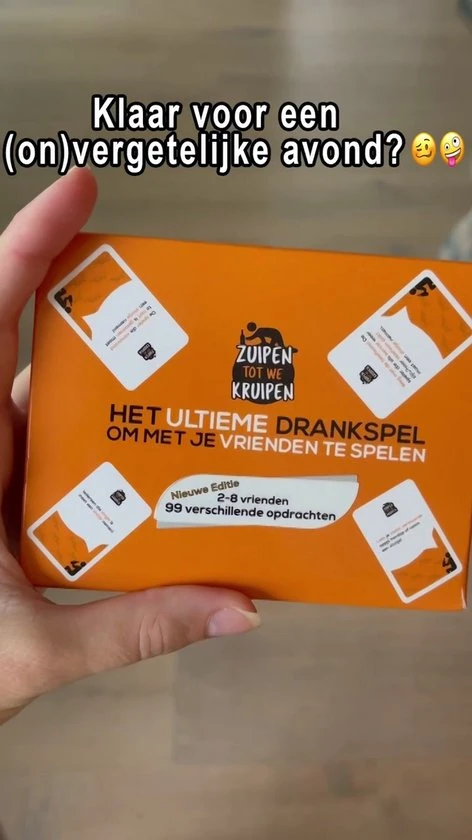 Klaar voor een
(on)vergetelijke avond?🥴🤪
ZUIPEN
TOT WE
KRUIPEN
HET ULTIEME DRANKSPEL
OM MET JE VRIENDEN TE SPELEN
Nieuwe Editie
2-8 vrienden
99 verschillende opdrachten